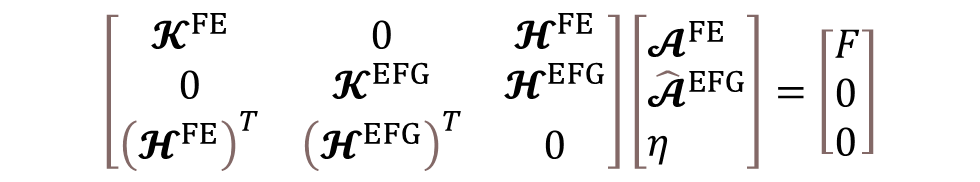 [𝓚^FE 0 𝓗^FE] [𝓐^FE] = [F]
[0 𝓚^EFG 𝓗^EFG] [𝓐̂^EFG] [0]
[(𝓗^FE)^T (𝓗^EFG)^T 0] [η] [0]